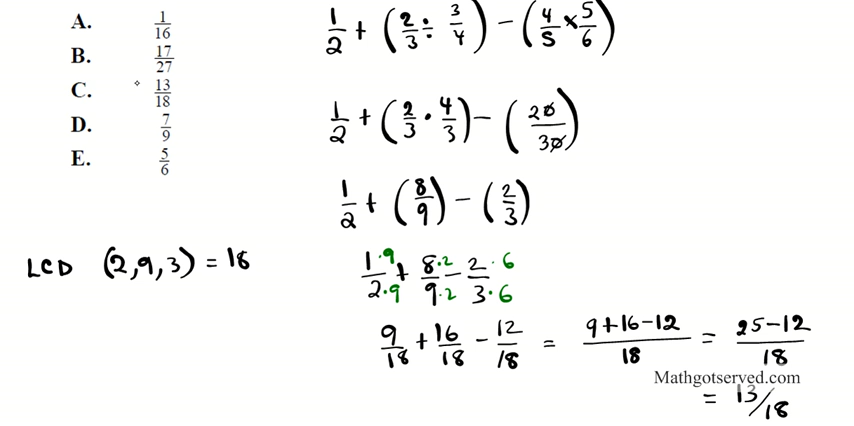 A. 1/16
B. 17/27
C. 13/18
D. 7/9
E. 5/6
1/2 + (2/3 ÷ 3/4) − (4/5 × 5/6)
1/2 + (2/3 · 4/3) − (20/30)
1/2 + (8/9) − (2/3)
LCD (2,9,3) = 18
1·9/2·9 + 8·2/9·2 − 2·6/3·6
9/18 + 16/18 − 12/18 = 9+16−12/18 = 25−12/18
Mathgotserved.com
= 13/18